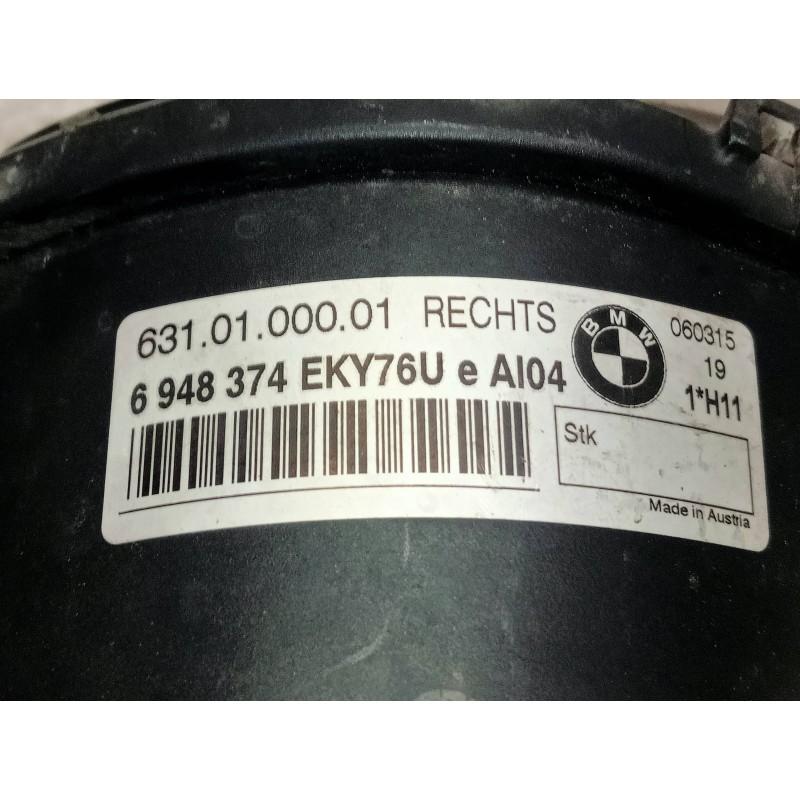 631.01.000.01 RECHTS
6 948 374 EKY76U e AI04
BMW
060315
19
1*H11
Stk
Made in Austria